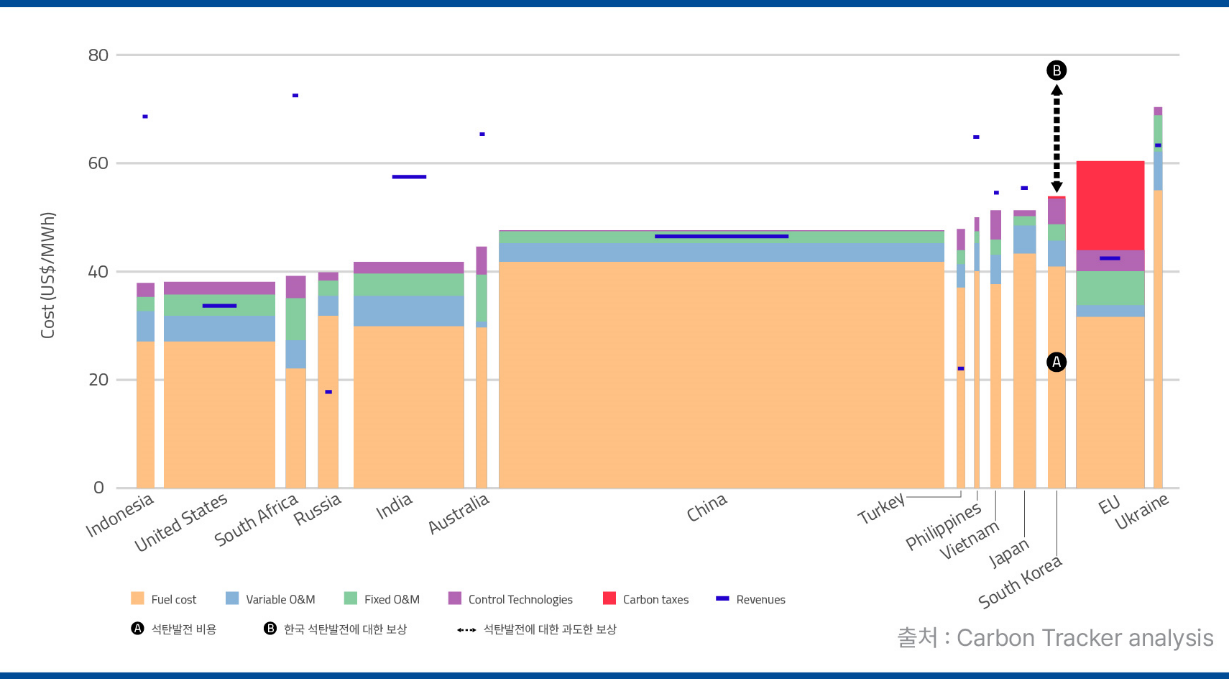 80
60
40
20
0
Cost (US$/MWh)
B
A
Indonesia
United States
South Africa
Russia
India
Australia
China
Turkey
Philippines
Vietnam
Japan
South Korea
EU
Ukraine
Fuel cost Variable O&M Fixed O&M Control Technologies Carbon taxes Revenues
A 석탄발전 비용 B 한국 석탄발전에 대한 보상 석탄발전에 대한 과도한 보상
출처 : Carbon Tracker analysis